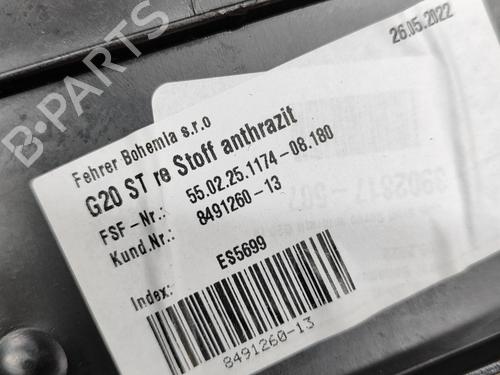 26.05.2022
Fehrer Bohemia s.r.o
G20 ST re Stoff anthrazit
FSF-Nr.: 55.02.25.1174-06.180
Kund.Nr.: 8491260-13
Index: ES5699
8491260-13
B-PARTS